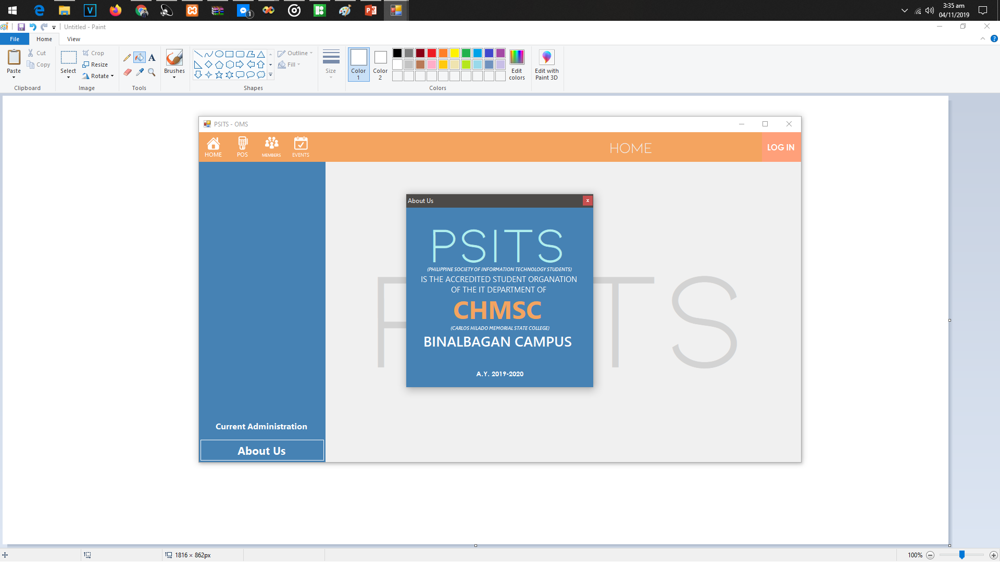 3:35 am
1
04/11/2019
Untitled - Paint
File
Home
View
Cut
Crop
Outline
Paste
Copy
Select
Resize
Rotate
Brushes
Fill
Size
Color
1
Color
2
Edit
colors
Edit with
Paint 3D
Clipboard
Image
Tools
Shapes
Colors
PSITS - OMS
HOME
POS
MEMBERS
EVENTS
HOME
LOG IN
About Us
x
PSITS
(PHILIPPINE SOCIETY OF INFORMATION TECHNOLOGY STUDENTS)
IS THE ACCREDITED STUDENT ORGANATION
OF THE IT DEPARTMENT OF
CHMSC
(CARLOS HILADO MEMORIAL STATE COLLEGE)
BINALBAGAN CAMPUS
A.Y. 2019-2020
P TS
Current Administration
About Us
1816 × 862px
100%